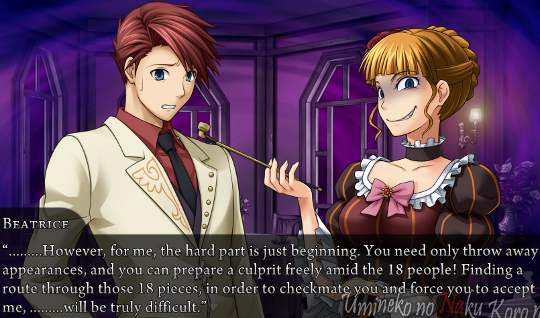 Beatrice
“.........However, for me, the hard part is just beginning. You need only throw away
appearances, and you can prepare a culprit freely amid the 18 people! Finding a
route through those 18 pieces, in order to checkmate you and force you to accept
me, .........will be truly difficult.”
Umineko no Naku Koro n